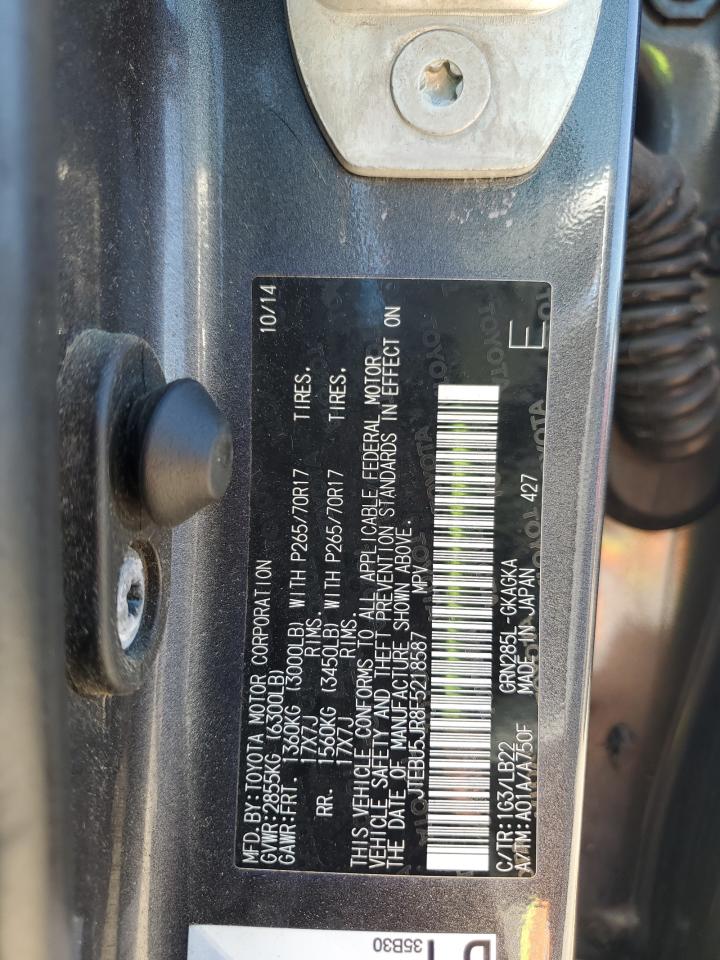 MFD. BY: TOYOTA MOTOR CORPORATION 10/14
GVWR: 2855KG (6300LB)
GAWR: FRT. 1360KG (3000LB) WITH P265/70R17 TIRES.
17X7J RIMS.
RR. 1560KG (3450LB) WITH P265/70R17 TIRES.
17X7J RIMS.
THIS VEHICLE CONFORMS TO ALL APPLICABLE FEDERAL MOTOR
VEHICLE SAFETY AND THEFT PREVENTION STANDARDS IN EFFECT ON
THE DATE OF MANUFACTURE SHOWN ABOVE.
JTEBU5JR8F5218587 MPV
C/TR: 1G3/LB22 GRN285L-GKAGKA
A/TM: A01A/A750F MADE IN JAPAN 427
E
TOYOTA
35B30